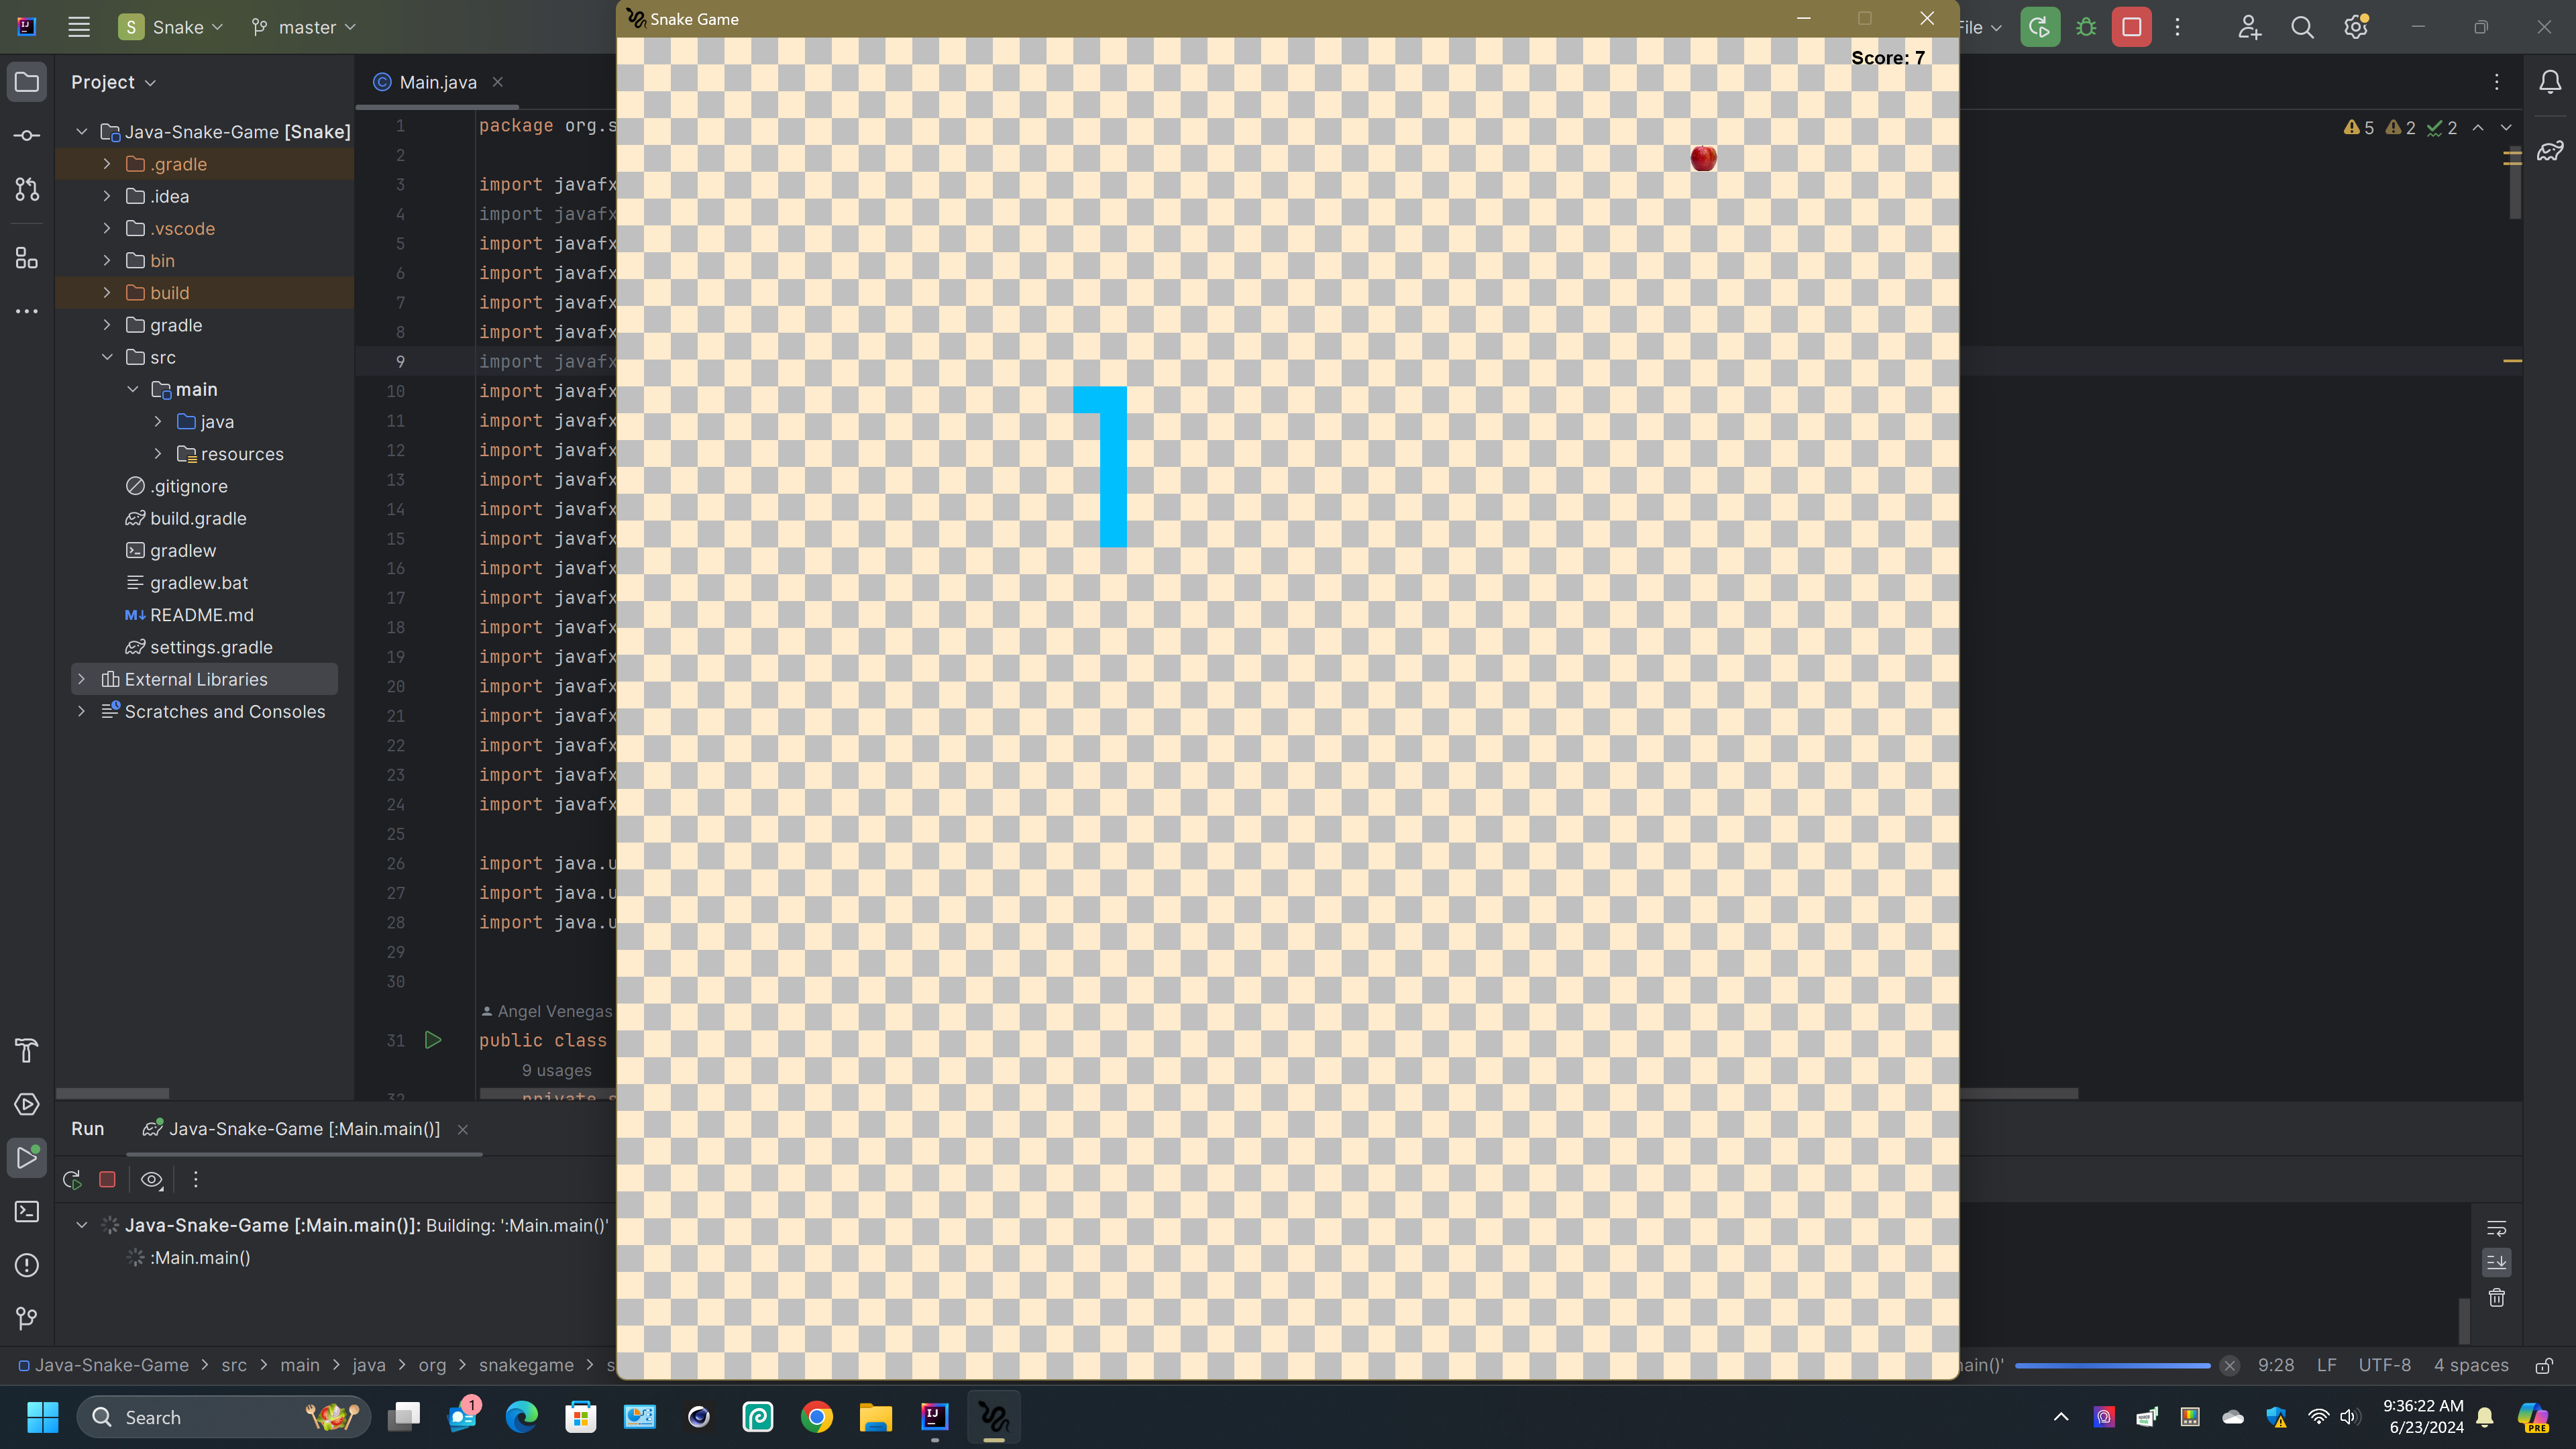 S Snake master
Snake Game
File
Project
Main.java
Score: 7
5 2 2
Java-Snake-Game [Snake]
.gradle
.idea
.vscode
bin
build
gradle
src
main
java
resources
.gitignore
build.gradle
gradlew
gradlew.bat
M↓ README.md
settings.gradle
External Libraries
Scratches and Consoles
1 package org.s
2
3 import javafx
4 import javafx
5 import javafx
6 import javafx
7 import javafx
8 import javafx
9 import javafx
10 import javafx
11 import javafx
12 import javafx
13 import javafx
14 import javafx
15 import javafx
16 import javafx
17 import javafx
18 import javafx
19 import javafx
20 import javafx
21 import javafx
22 import javafx
23 import javafx
24 import javafx
25
26 import java.u
27 import java.u
28 import java.u
29
30
Angel Venegas
31 public class
9 usages
32 private s
Run Java-Snake-Game [:Main.main()]
Java-Snake-Game [:Main.main()]: Building: ':Main.main()'
:Main.main()
Java-Snake-Game > src > main > java > org > snakegame > s
ain()' 9:28 LF UTF-8 4 spaces
Search
1
IJ
9:36:22 AM
6/23/2024
PRE